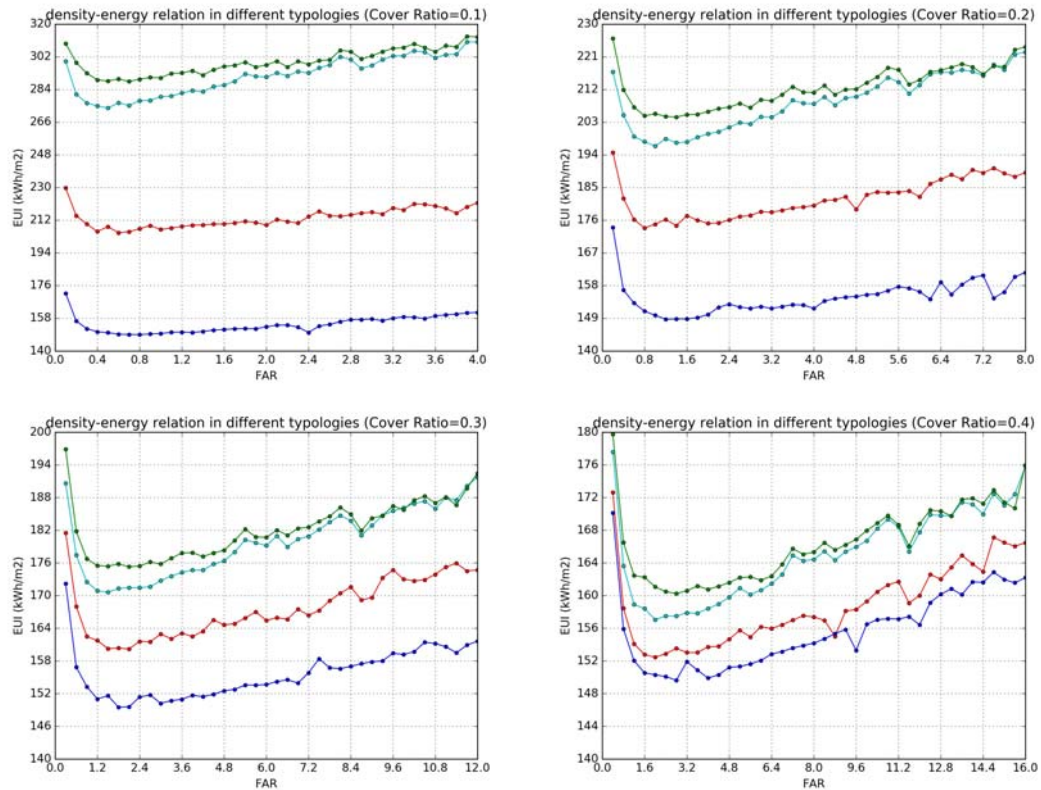 density-energy relation in different typologies (Cover Ratio=0.1)
320
302
284
266
248
230
212
194
176
158
140
EUI (kWh/m2)
0.0 0.4 0.8 1.2 1.6 2.0 2.4 2.8 3.2 3.6 4.0
FAR
density-energy relation in different typologies (Cover Ratio=0.2)
230
221
212
203
194
185
176
167
158
149
140
EUI (kWh/m2)
0.0 0.8 1.6 2.4 3.2 4.0 4.8 5.6 6.4 7.2 8.0
FAR
density-energy relation in different typologies (Cover Ratio=0.3)
200
194
188
182
176
170
164
158
152
146
140
EUI (kWh/m2)
0.0 1.2 2.4 3.6 4.8 6.0 7.2 8.4 9.6 10.8 12.0
FAR
density-energy relation in different typologies (Cover Ratio=0.4)
180
176
172
168
164
160
156
152
148
144
140
EUI (kWh/m2)
0.0 1.6 3.2 4.8 6.4 8.0 9.6 11.2 12.8 14.4 16.0
FAR